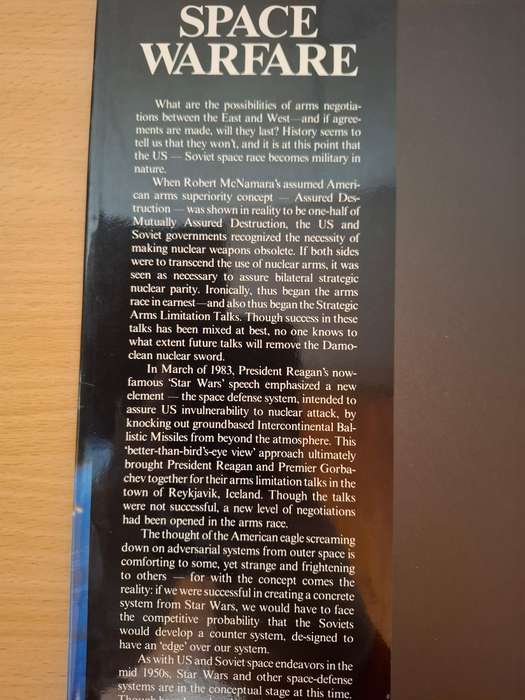 SPACE
WARFARE
What are the possibilities of arms negotia-
tions between the East and West—and if agree-
ments are made, will they last? History seems to
tell us that they won't, and it is at this point that
the US — Soviet space race becomes military in
nature.
When Robert McNamara's assumed Ameri-
can arms superiority concept — Assured Des-
truction — was shown in reality to be one-half of
Mutually Assured Destruction, the US and
Soviet governments recognized the necessity of
making nuclear weapons obsolete. If both sides
were to transcend the use of nuclear arms, it was
seen as necessary to assure bilateral strategic
nuclear parity. Ironically, thus began the arms
race in earnest—and also thus began the Strategic
Arms Limitation Talks. Though success in these
talks has been mixed at best, no one knows to
what extent future talks will remove the Damo-
clean nuclear sword.
In March of 1983, President Reagan's now-
famous 'Star Wars' speech emphasized a new
element — the space defense system, intended to
assure US invulnerability to nuclear attack, by
knocking out groundbased Intercontinental Bal-
listic Missiles from beyond the atmosphere. This
'better-than-bird's-eye view' approach ultimately
brought President Reagan and Premier Gorba-
chev together for their arms limitation talks in the
town of Reykjavik, Iceland. Though the talks
were not successful, a new level of negotiations
had been opened in the arms race.
The thought of the American eagle screaming
down on adversarial systems from outer space is
comforting to some, yet strange and frightening
to others — for with the concept comes the
reality: if we were successful in creating a concrete
system from Star Wars, we would have to face
the competitive probability that the Soviets
would develop a counter system, de-signed to
have an 'edge' over our system.
As with US and Soviet space endeavors in the
mid 1950s, Star Wars and other space-defense
systems are in the conceptual stage at this time.
Though